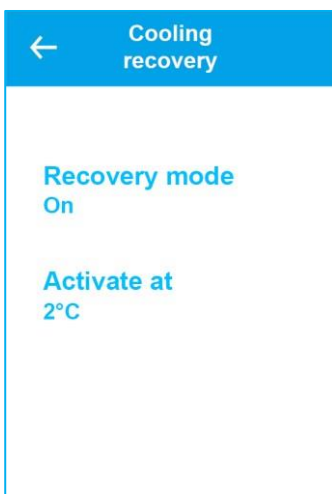 Cooling
recovery
Recovery mode
On
Activate at
2°C